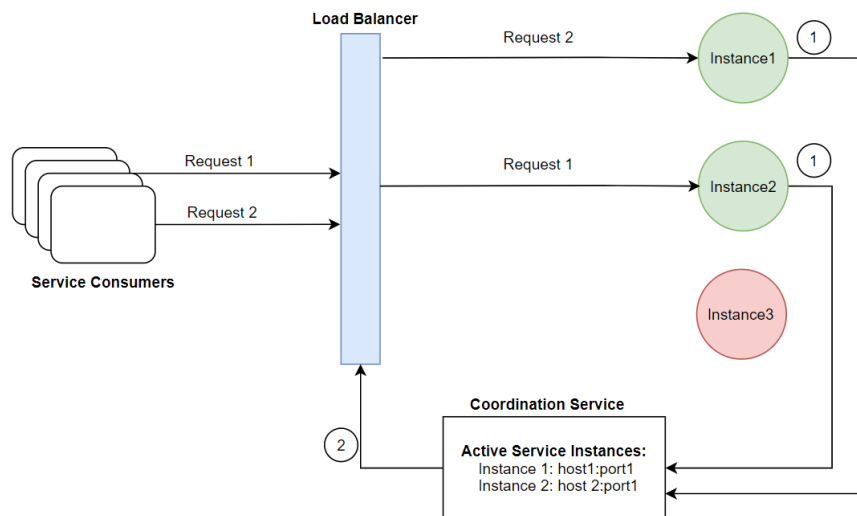 Load Balancer
Request 2
Instance1
1
Request 1
Request 1
Instance2
1
Request 2
Service Consumers
Instance3
Coordination Service
2
Active Service Instances:
Instance 1: host1:port1
Instance 2: host 2:port1